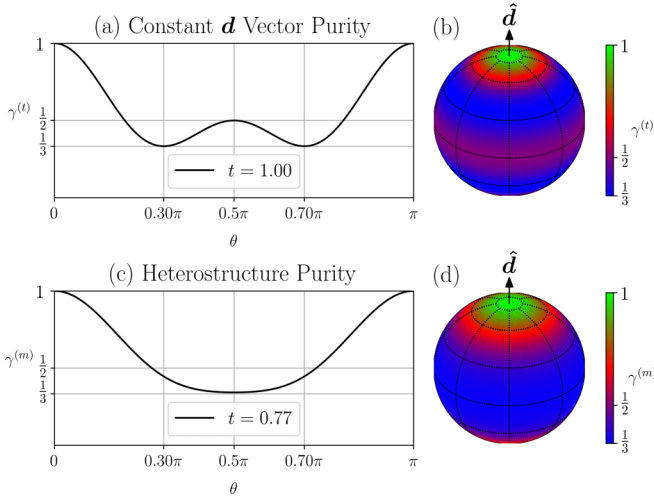 (a) Constant d Vector Purity
1
γ^(t)
1/2
1/3
t = 1.00
0
0.30π
0.5π
0.70π
π
θ
(b)
d̂
1
γ^(t)
1/2
1/3
(c) Heterostructure Purity
1
γ^(m)
1/2
1/3
t = 0.77
0
0.30π
0.5π
0.70π
π
θ
(d)
d̂
1
γ^(m)
1/2
1/3